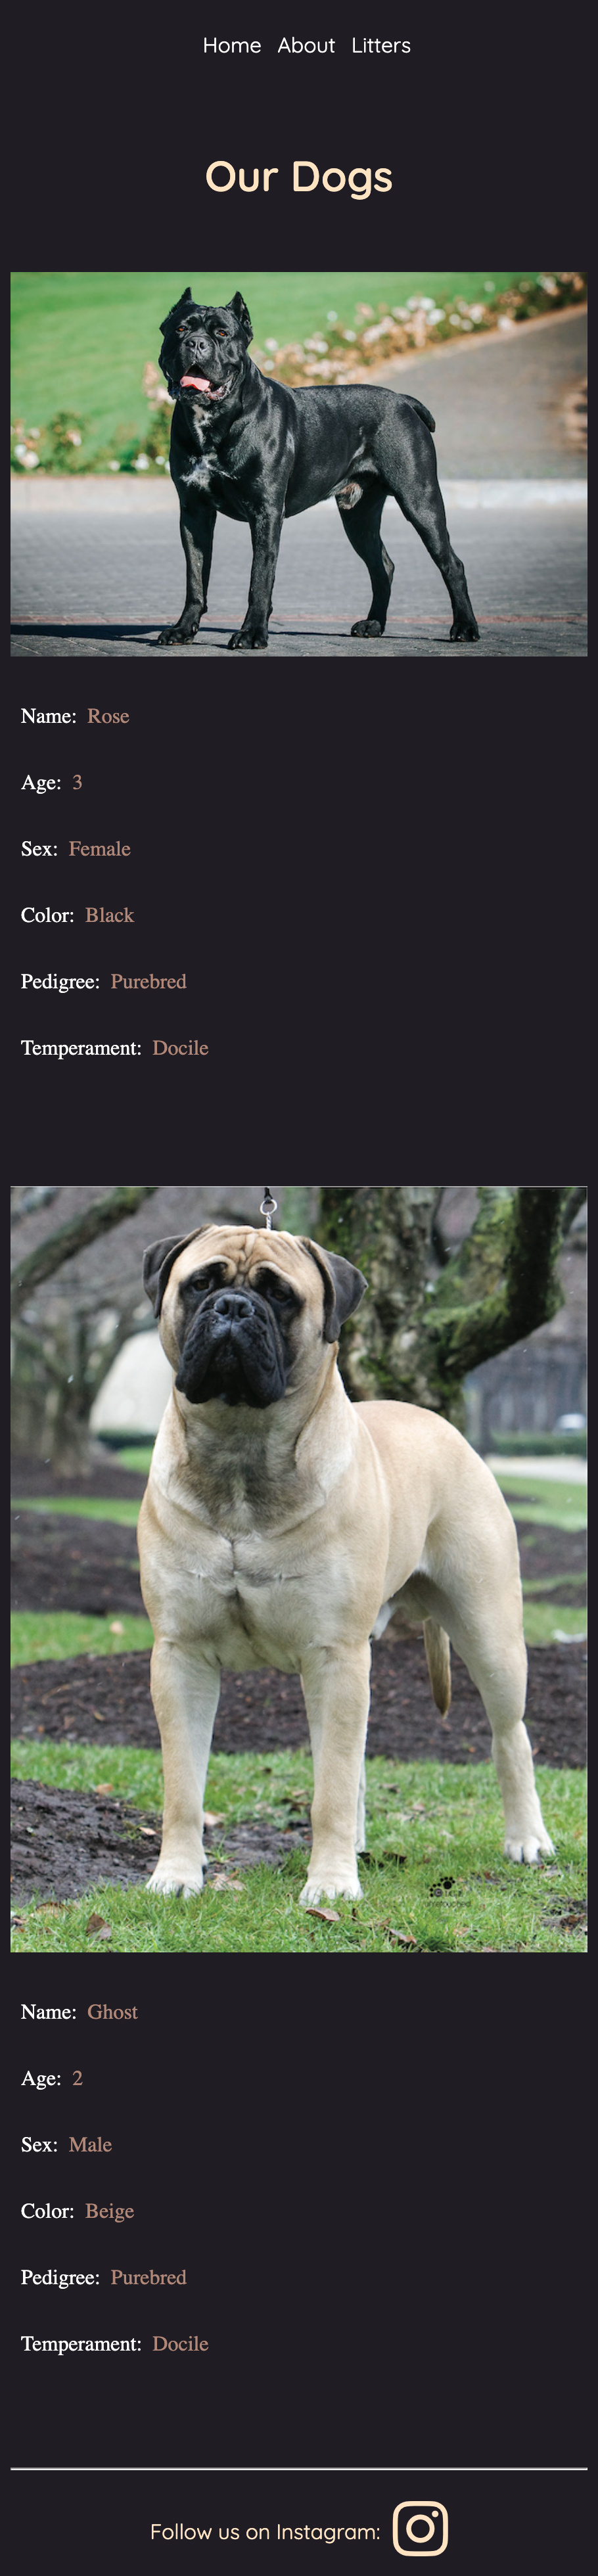 Home About Litters
Our Dogs
Name: Rose
Age: 3
Sex: Female
Color: Black
Pedigree: Purebred
Temperament: Docile
Name: Ghost
Age: 2
Sex: Male
Color: Beige
Pedigree: Purebred
Temperament: Docile
Follow us on Instagram: